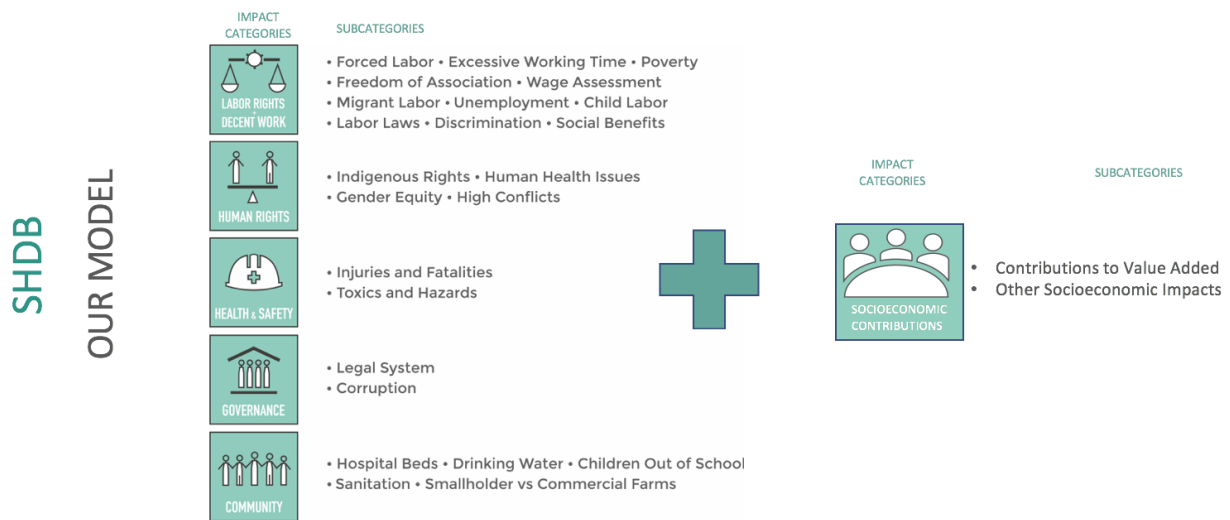 SHDB
OUR MODEL
IMPACT
CATEGORIES
SUBCATEGORIES
LABOR RIGHTS
+
DECENT WORK
• Forced Labor • Excessive Working Time • Poverty
• Freedom of Association • Wage Assessment
• Migrant Labor • Unemployment • Child Labor
• Labor Laws • Discrimination • Social Benefits
HUMAN RIGHTS
• Indigenous Rights • Human Health Issues
• Gender Equity • High Conflicts
HEALTH & SAFETY
• Injuries and Fatalities
• Toxics and Hazards
GOVERNANCE
• Legal System
• Corruption
COMMUNITY
• Hospital Beds • Drinking Water • Children Out of School
• Sanitation • Smallholder vs Commercial Farms
IMPACT
CATEGORIES
SUBCATEGORIES
SOCIOECONOMIC
CONTRIBUTIONS
• Contributions to Value Added
• Other Socioeconomic Impacts